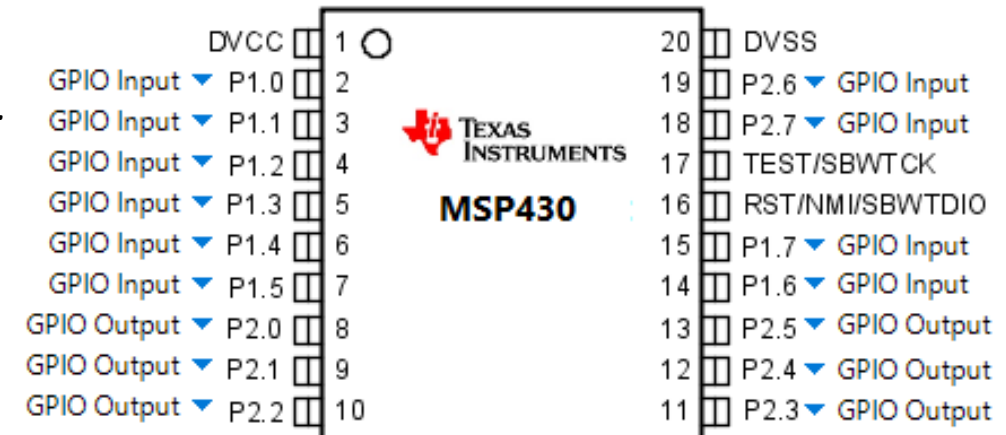 DVCC 1 20 DVSS
GPIO Input P1.0 2 19 P2.6 GPIO Input
GPIO Input P1.1 3 18 P2.7 GPIO Input
TEXAS
INSTRUMENTS
GPIO Input P1.2 4 17 TEST/SBWTCK
GPIO Input P1.3 5 MSP430 16 RST/NMI/SBWTDIO
GPIO Input P1.4 6 15 P1.7 GPIO Input
GPIO Input P1.5 7 14 P1.6 GPIO Input
GPIO Output P2.0 8 13 P2.5 GPIO Output
GPIO Output P2.1 9 12 P2.4 GPIO Output
GPIO Output P2.2 10 11 P2.3 GPIO Output